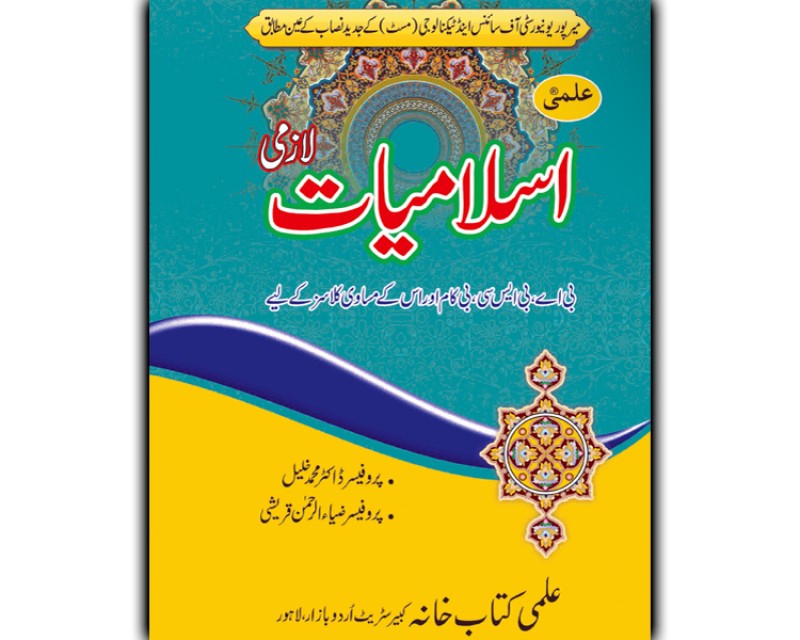 میرپور یونیورسٹی آف سائنس اینڈ ٹیکنالوجی (مسٹ) کے جدید نصاب کے عین مطابق
علمی®
لازمی
اسلامیات
بی اے، بی ایس سی، بی کام اور اس کے مساوی کلاسز کے لیے
• پروفیسر ڈاکٹر محمد خلیل
• پروفیسر ضیاء الرحمٰن قریشی
علمی کتاب خانہ کبیر سٹریٹ اُردو بازار، لاہور